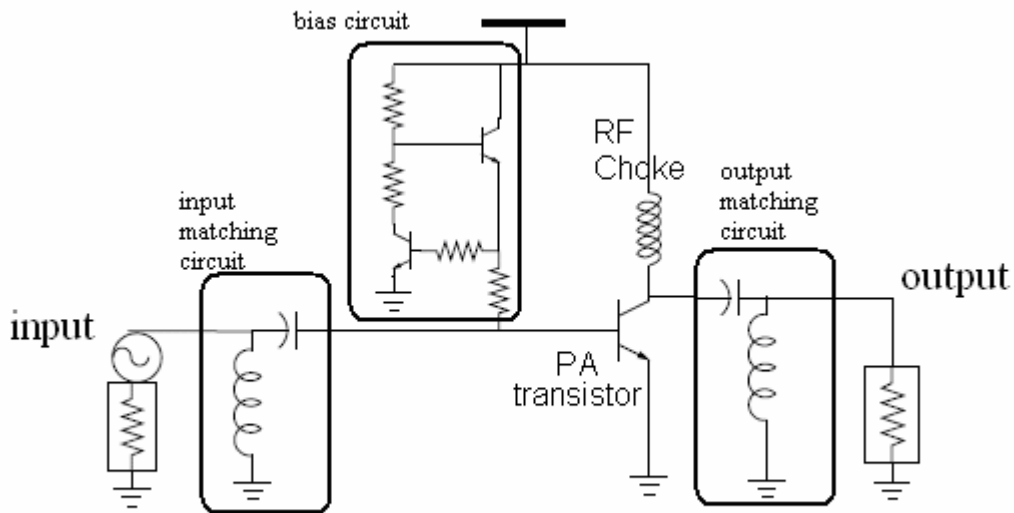 bias circuit
RF
Choke
output
matching
circuit
input
matching
circuit
output
input
PA
transistor